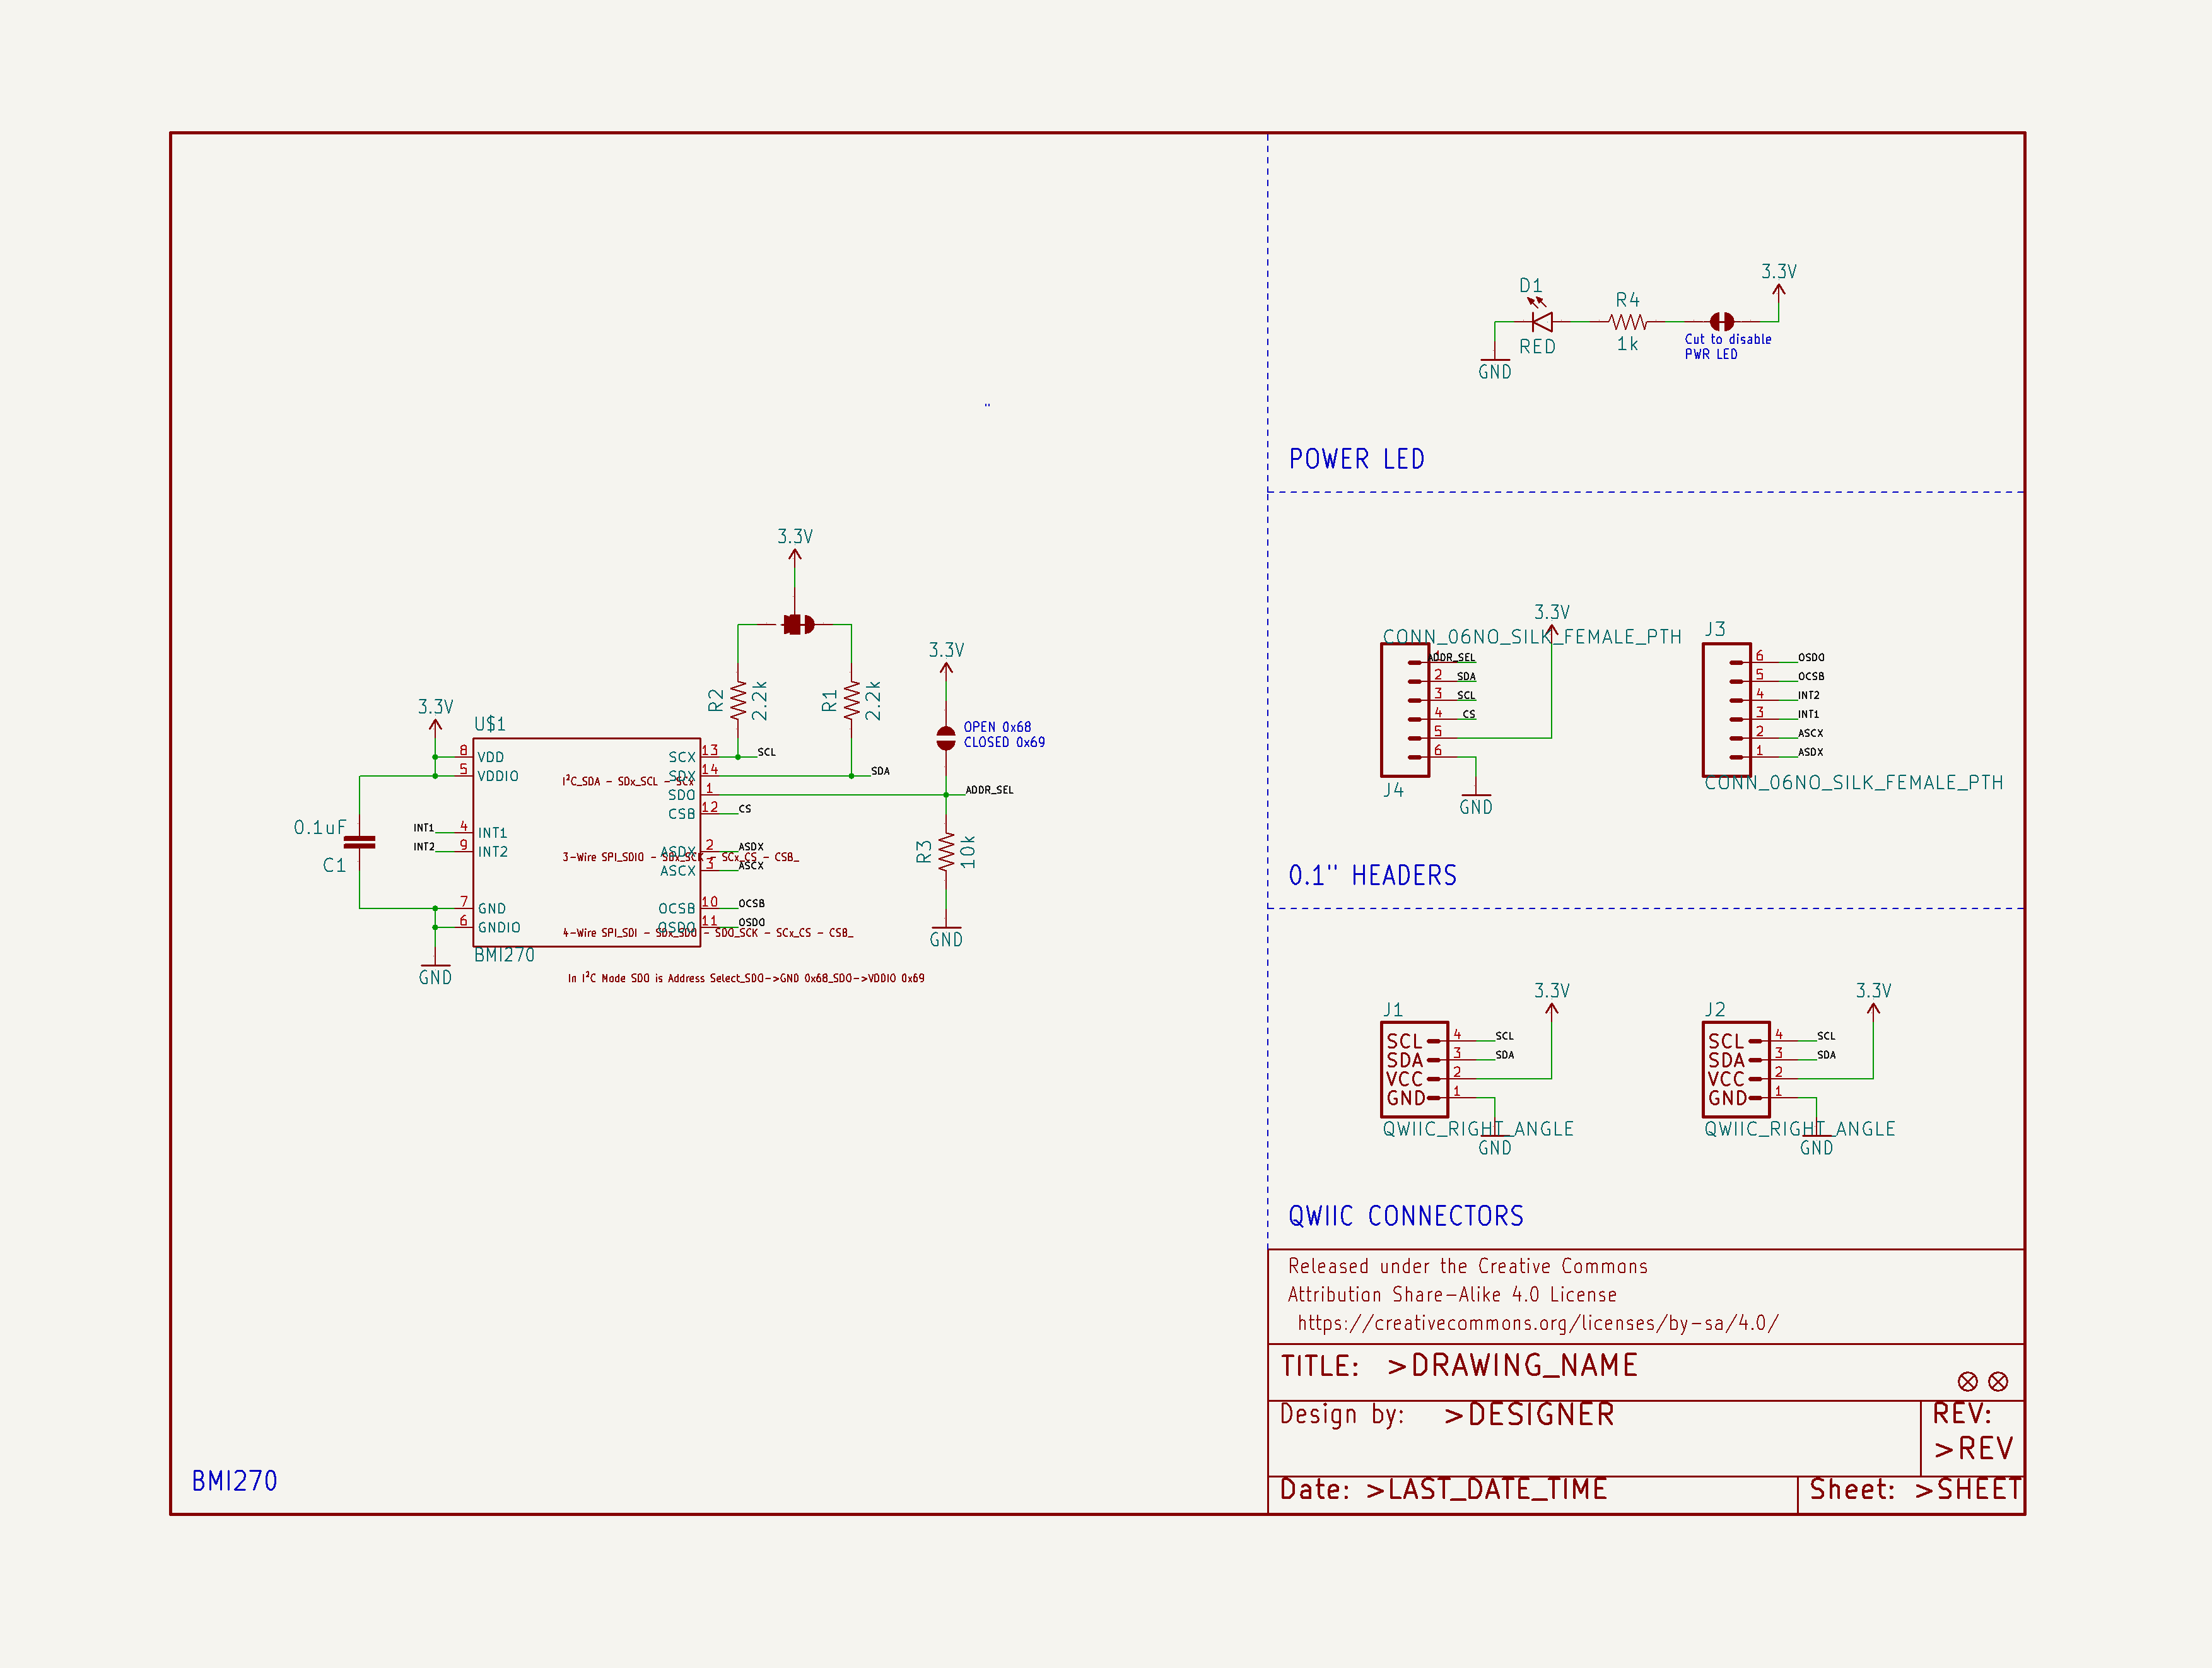 3.3V
D1
R4
RED
1k
Cut to disable
PWR LED
GND
"
POWER LED
3.3V
R2
2.2k
R1
2.2k
3.3V
OPEN 0x68
CLOSED 0x69
3.3V
U$1
8
VDD
5
VDDIO
INT1
4
INT1
INT2
9
INT2
7
GND
6
GNDIO
SCX
13
SCL
SDX
14
SDA
SDO
1
ADDR_SEL
CSB
12
CS
ASDX
2
ASDX
ASCX
3
ASCX
OCSB
10
OCSB
OSDO
11
OSDO
I²C_SDA - SDx_SCL - SCx
3-Wire SPI_SDIO - SDx_SCK - SCx_CS - CSB_
4-Wire SPI_SDI - SDx_SDO - SDO_SCK - SCx_CS - CSB_
0.1uF
C1
R3
10k
GND
GND
BMI270
In I²C Mode SDO is Address Select_SDO->GND 0x68_SDO->VDDIO 0x69
3.3V
CONN_06NO_SILK_FEMALE_PTH
1
ADDR_SEL
2
SDA
3
SCL
4
CS
5
6
J4
GND
J3
6
OSDO
5
OCSB
4
INT2
3
INT1
2
ASCX
1
ASDX
CONN_06NO_SILK_FEMALE_PTH
0.1" HEADERS
J1
3.3V
SCL
4
SCL
SDA
3
SDA
VCC
2
GND
1
QWIIC_RIGHT_ANGLE
GND
J2
3.3V
SCL
4
SCL
SDA
3
SDA
VCC
2
GND
1
QWIIC_RIGHT_ANGLE
GND
QWIIC CONNECTORS
Released under the Creative Commons
Attribution Share-Alike 4.0 License
https://creativecommons.org/licenses/by-sa/4.0/
TITLE: >DRAWING_NAME
Design by: >DESIGNER
REV:
>REV
Date: >LAST_DATE_TIME
Sheet: >SHEET
BMI270